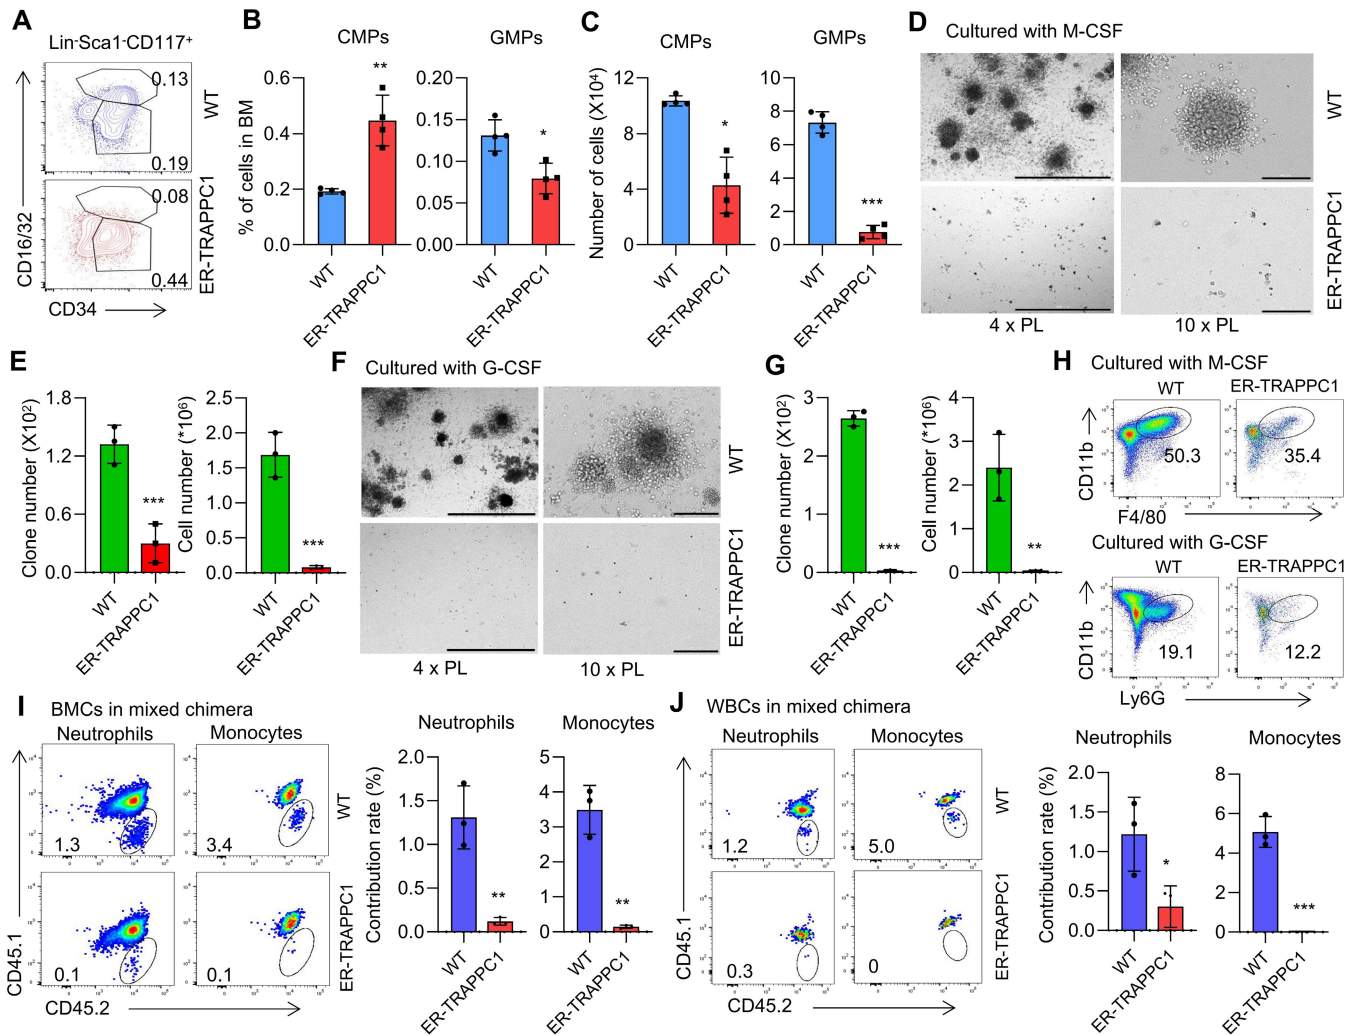 A
Lin-Sca1-CD117+
0.13
0.19
WT
0.08
0.44
ER-TRAPPC1
CD16/32
CD34
B
CMPs
GMPs
% of cells in BM
0.6
0.4
0.2
0.0
WT
ER-TRAPPC1
**
0.20
0.15
0.10
0.05
0.00
WT
ER-TRAPPC1
*
C
CMPs
GMPs
Number of cells (X10⁴)
12
8
4
0
WT
ER-TRAPPC1
*
10
8
6
4
2
0
WT
ER-TRAPPC1
***
D
Cultured with M-CSF
WT
ER-TRAPPC1
4 x PL
10 x PL
E
Clone number (X10²)
1.8
1.2
0.6
0.0
WT
ER-TRAPPC1
***
Cell number (*10⁶)
2.5
2.0
1.5
1.0
0.5
0.0
WT
ER-TRAPPC1
***
F
Cultured with G-CSF
WT
ER-TRAPPC1
4 x PL
10 x PL
G
Clone number (X10²)
3
2
1
0
WT
ER-TRAPPC1
***
Cell number (*10⁶)
4
3
2
1
0
WT
ER-TRAPPC1
**
H
Cultured with M-CSF
WT
ER-TRAPPC1
50.3
35.4
CD11b
F4/80
Cultured with G-CSF
WT
ER-TRAPPC1
19.1
12.2
CD11b
Ly6G
I
BMCs in mixed chimera
Neutrophils
Monocytes
1.3
3.4
WT
0.1
0.1
ER-TRAPPC1
CD45.1
CD45.2
Neutrophils
Monocytes
Contribution rate (%)
2.0
1.5
1.0
0.5
0.0
WT
ER-TRAPPC1
**
5
4
3
2
1
0
WT
ER-TRAPPC1
**
J
WBCs in mixed chimera
Neutrophils
Monocytes
1.2
5.0
WT
0.3
0
ER-TRAPPC1
CD45.1
CD45.2
Neutrophils
Monocytes
Contribution rate (%)
2.0
1.5
1.0
0.5
0.0
WT
ER-TRAPPC1
*
8
6
4
2
0
WT
ER-TRAPPC1
***